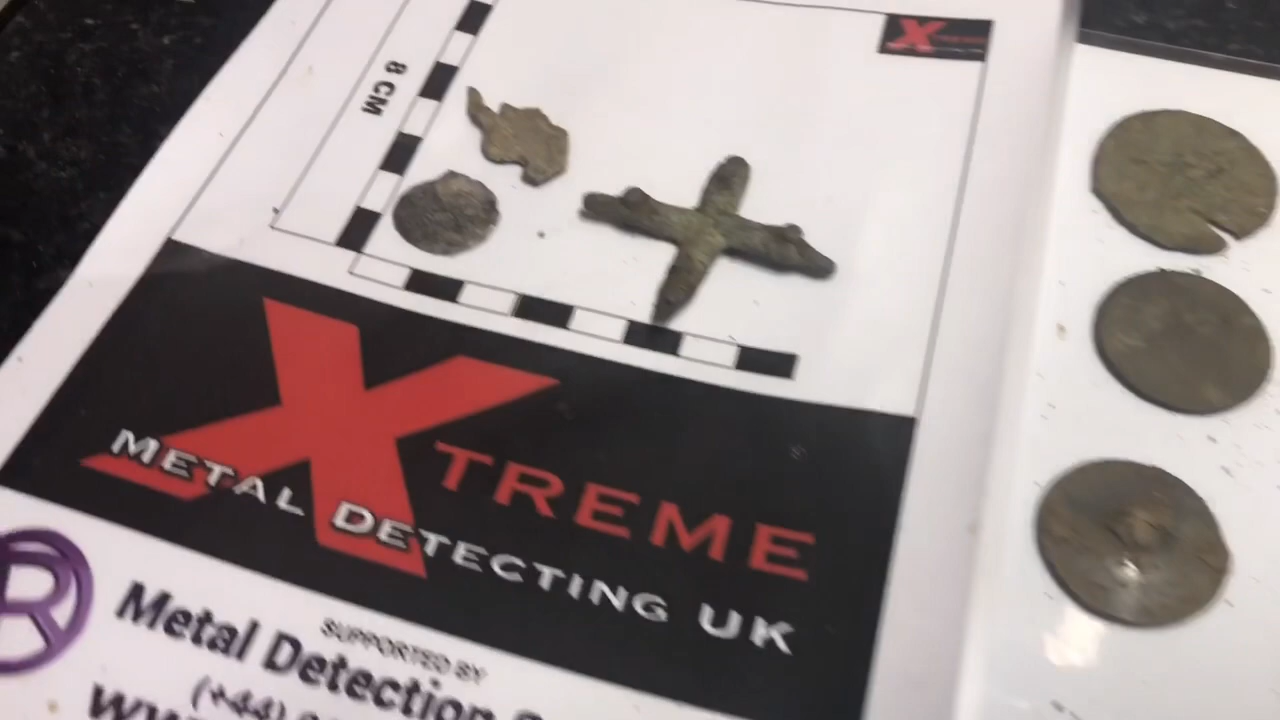 8 CM
XTREME
METAL DETECTING UK
SUPPORTED BY
Metal Detection
(+44)